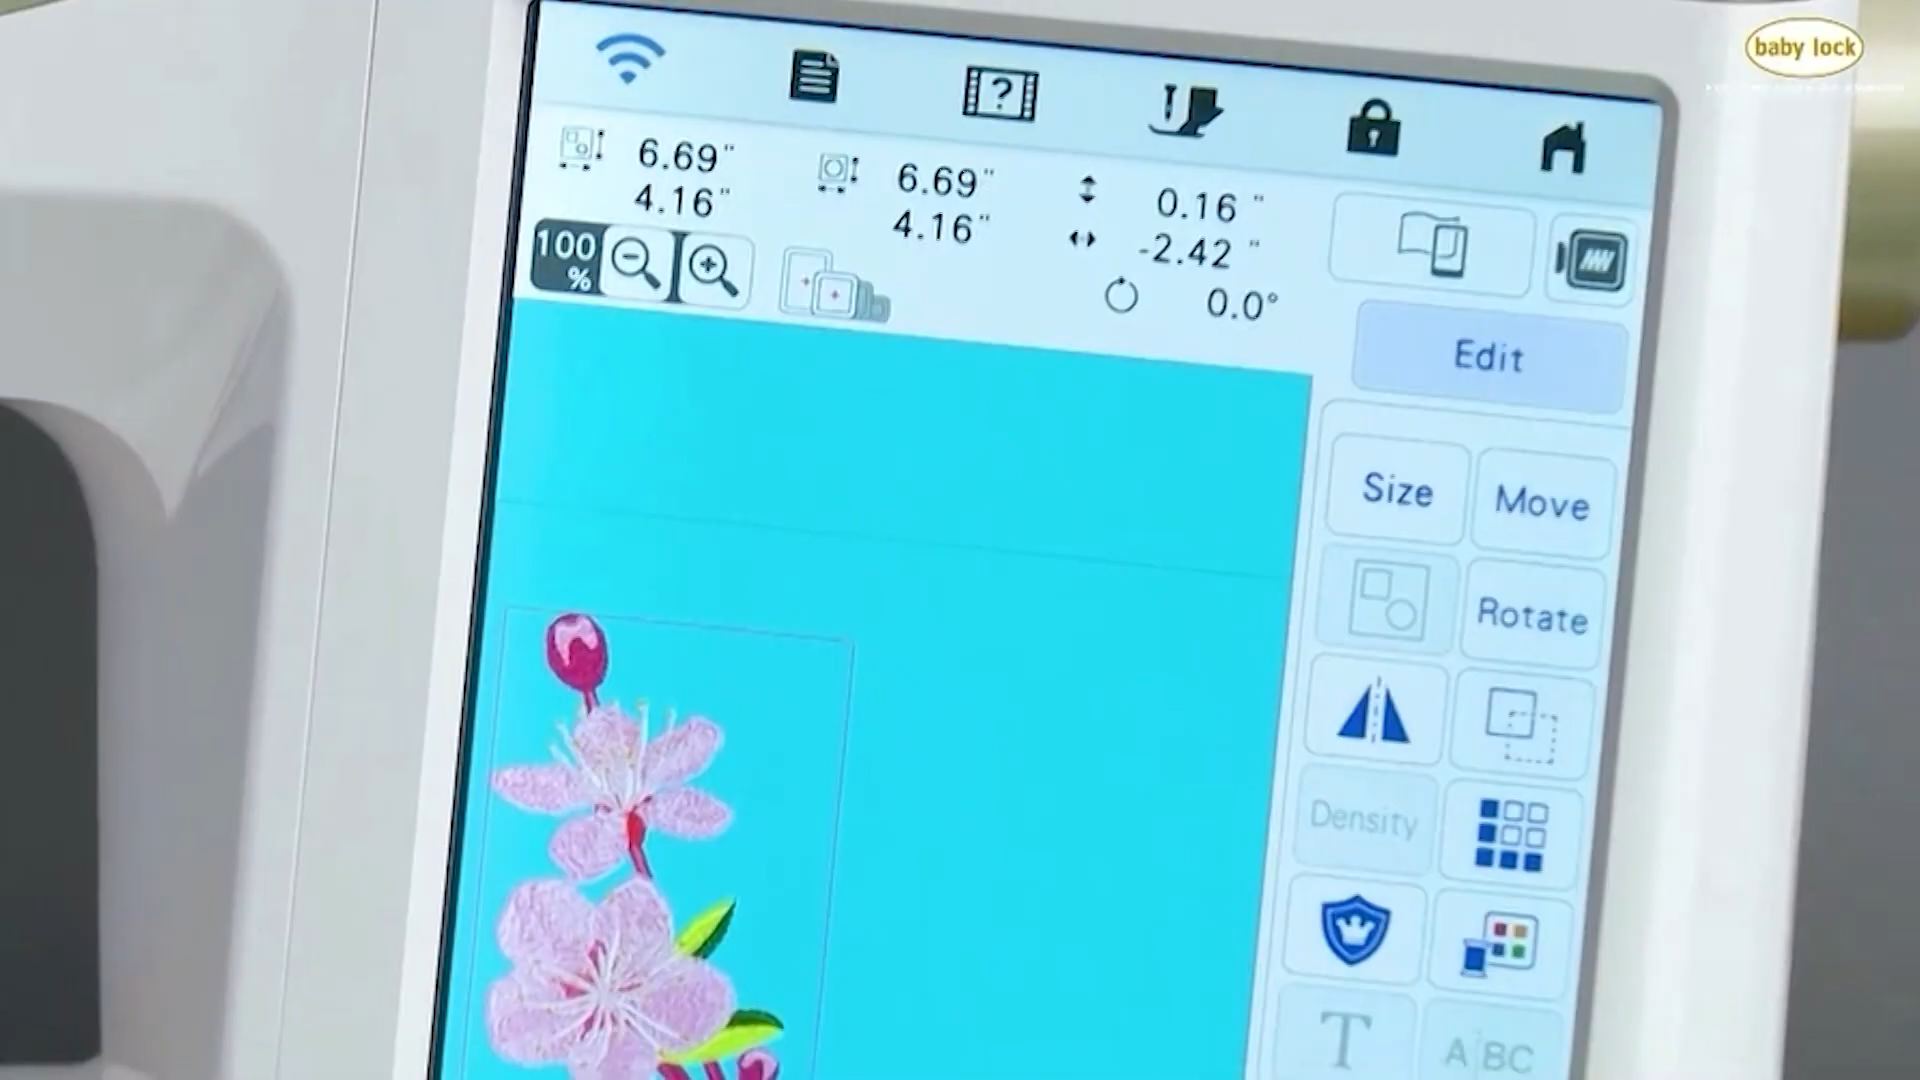 baby lock
?
6.69"
4.16"
6.69"
4.16"
0.16 "
-2.42 "
0.0°
100
%
Edit
Size
Move
Rotate
Density
T
ABC